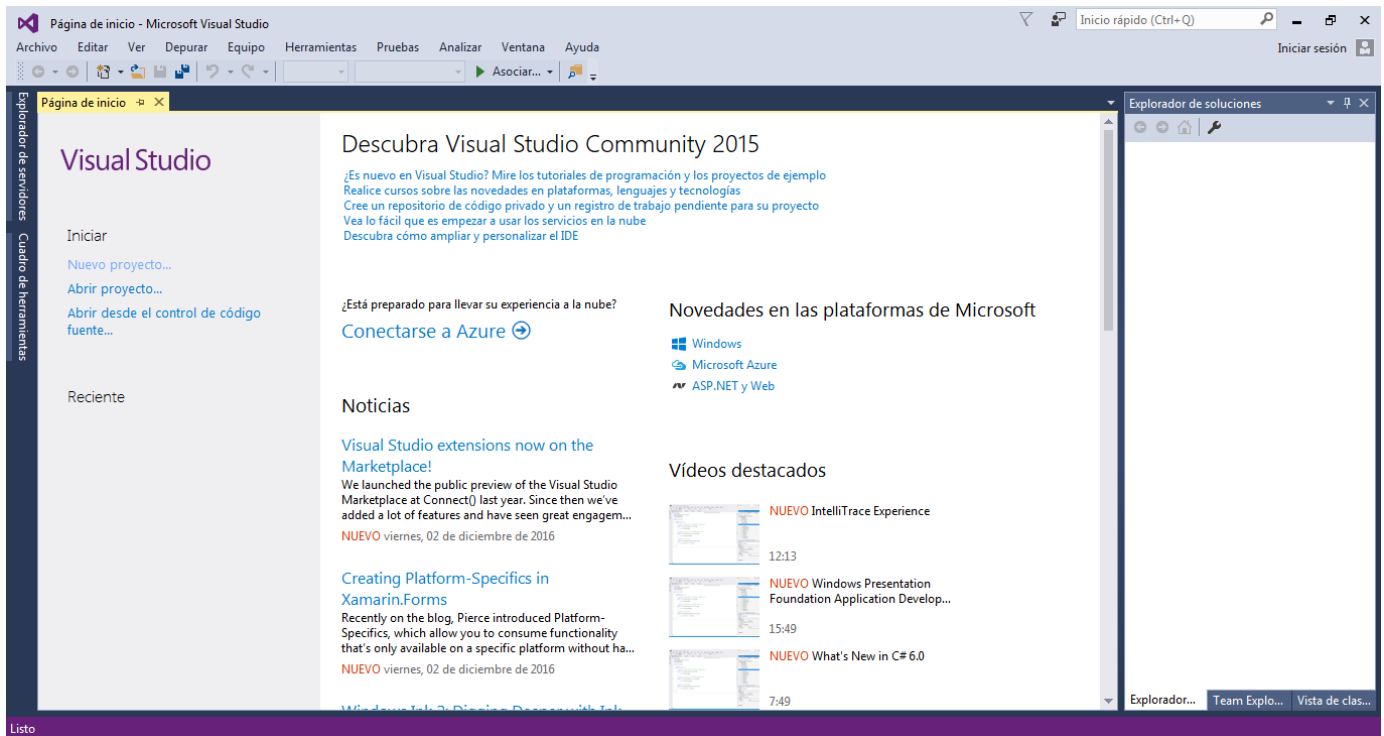 Página de inicio - Microsoft Visual Studio
Inicio rápido (Ctrl+Q)
Archivo Editar Ver Depurar Equipo Herramientas Pruebas Analizar Ventana Ayuda
Iniciar sesión
Asociar...
Explorador de servidores
Cuadro de herramientas
Página de inicio
Visual Studio
Iniciar
Nuevo proyecto...
Abrir proyecto...
Abrir desde el control de código
fuente...
Reciente
Descubra Visual Studio Community 2015
¿Es nuevo en Visual Studio? Mire los tutoriales de programación y los proyectos de ejemplo
Realice cursos sobre las novedades en plataformas, lenguajes y tecnologías
Cree un repositorio de código privado y un registro de trabajo pendiente para su proyecto
Vea lo fácil que es empezar a usar los servicios en la nube
Descubra cómo ampliar y personalizar el IDE
¿Está preparado para llevar su experiencia a la nube?
Conectarse a Azure
Noticias
Visual Studio extensions now on the
Marketplace!
We launched the public preview of the Visual Studio
Marketplace at Connect() last year. Since then we've
added a lot of features and have seen great engagem...
NUEVO viernes, 02 de diciembre de 2016
Creating Platform-Specifics in
Xamarin.Forms
Recently on the blog, Pierce introduced Platform-
Specifics, which allow you to consume functionality
that's only available on a specific platform without ha...
NUEVO viernes, 02 de diciembre de 2016
Windows Ink 2: Digging Deeper with Ink
Novedades en las plataformas de Microsoft
Windows
Microsoft Azure
ASP.NET y Web
Vídeos destacados
NUEVO IntelliTrace Experience
12:13
NUEVO Windows Presentation
Foundation Application Develop...
15:49
NUEVO What's New in C# 6.0
7:49
Explorador de soluciones
Explorador... Team Explo... Vista de clas...
Listo